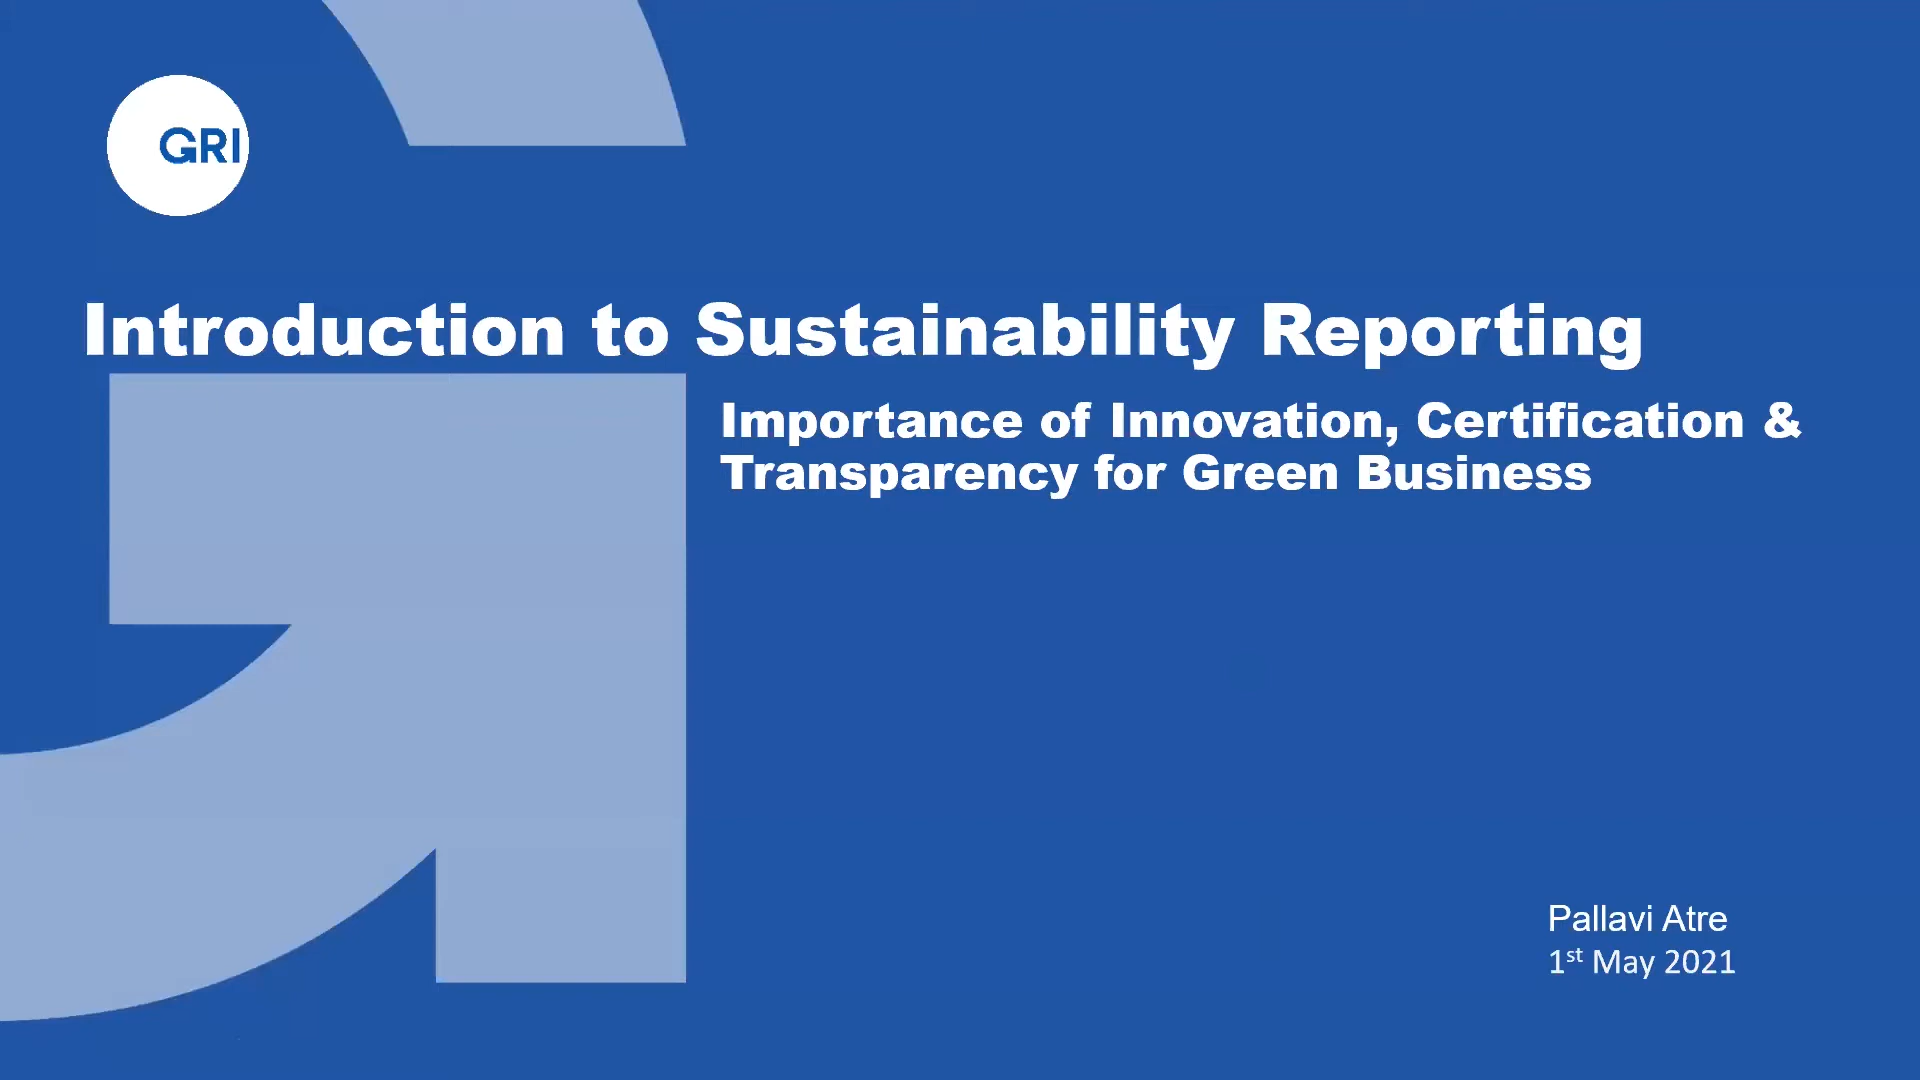 GRI
Introduction to Sustainability Reporting
Importance of Innovation, Certification &
Transparency for Green Business
Pallavi Atre
1st May 2021